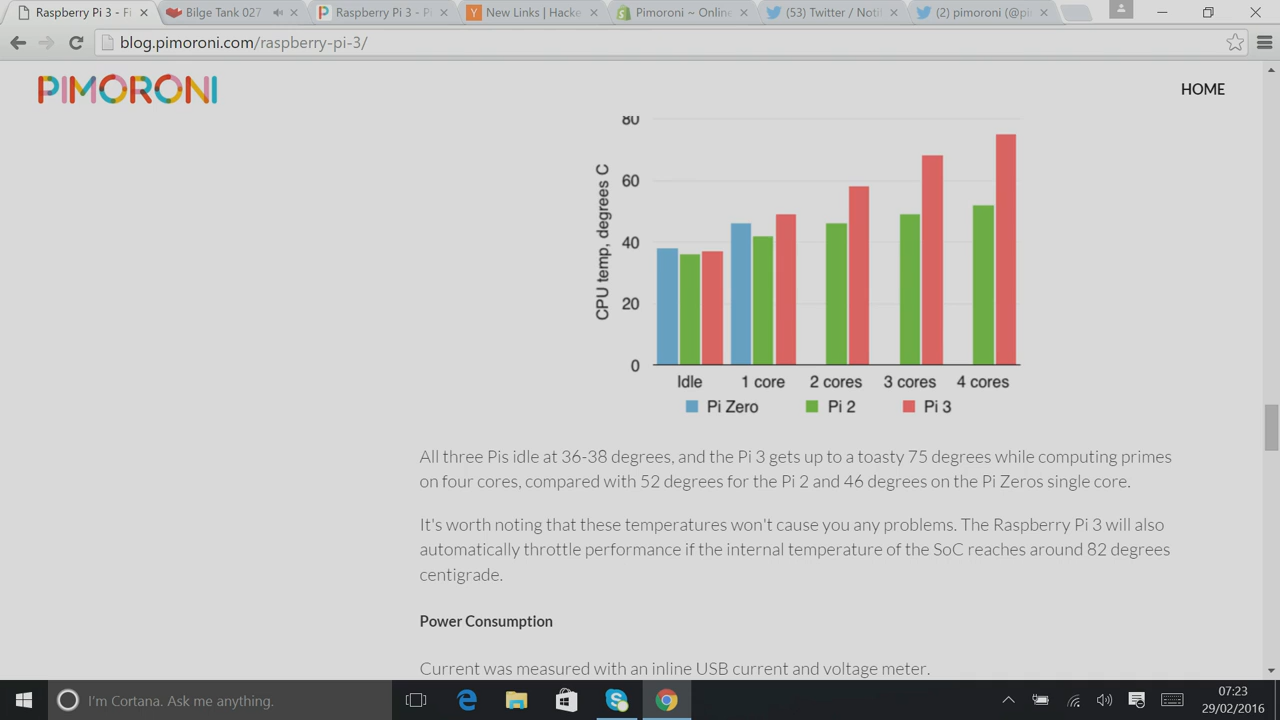 Raspberry Pi 3 - Fi
Bilge Tank 027
Raspberry Pi 3 - Pi
New Links | Hacke
Pimoroni ~ Online
(53) Twitter / Notif
(2) pimoroni (@pi
blog.pimoroni.com/raspberry-pi-3/
PIMORONI
HOME
80
60
40
20
0
CPU temp, degrees C
Idle 1 core 2 cores 3 cores 4 cores
Pi Zero Pi 2 Pi 3
All three Pis idle at 36-38 degrees, and the Pi 3 gets up to a toasty 75 degrees while computing primes
on four cores, compared with 52 degrees for the Pi 2 and 46 degrees on the Pi Zeros single core.
It's worth noting that these temperatures won't cause you any problems. The Raspberry Pi 3 will also
automatically throttle performance if the internal temperature of the SoC reaches around 82 degrees
centigrade.
Power Consumption
Current was measured with an inline USB current and voltage meter.
I'm Cortana. Ask me anything.
07:23
29/02/2016